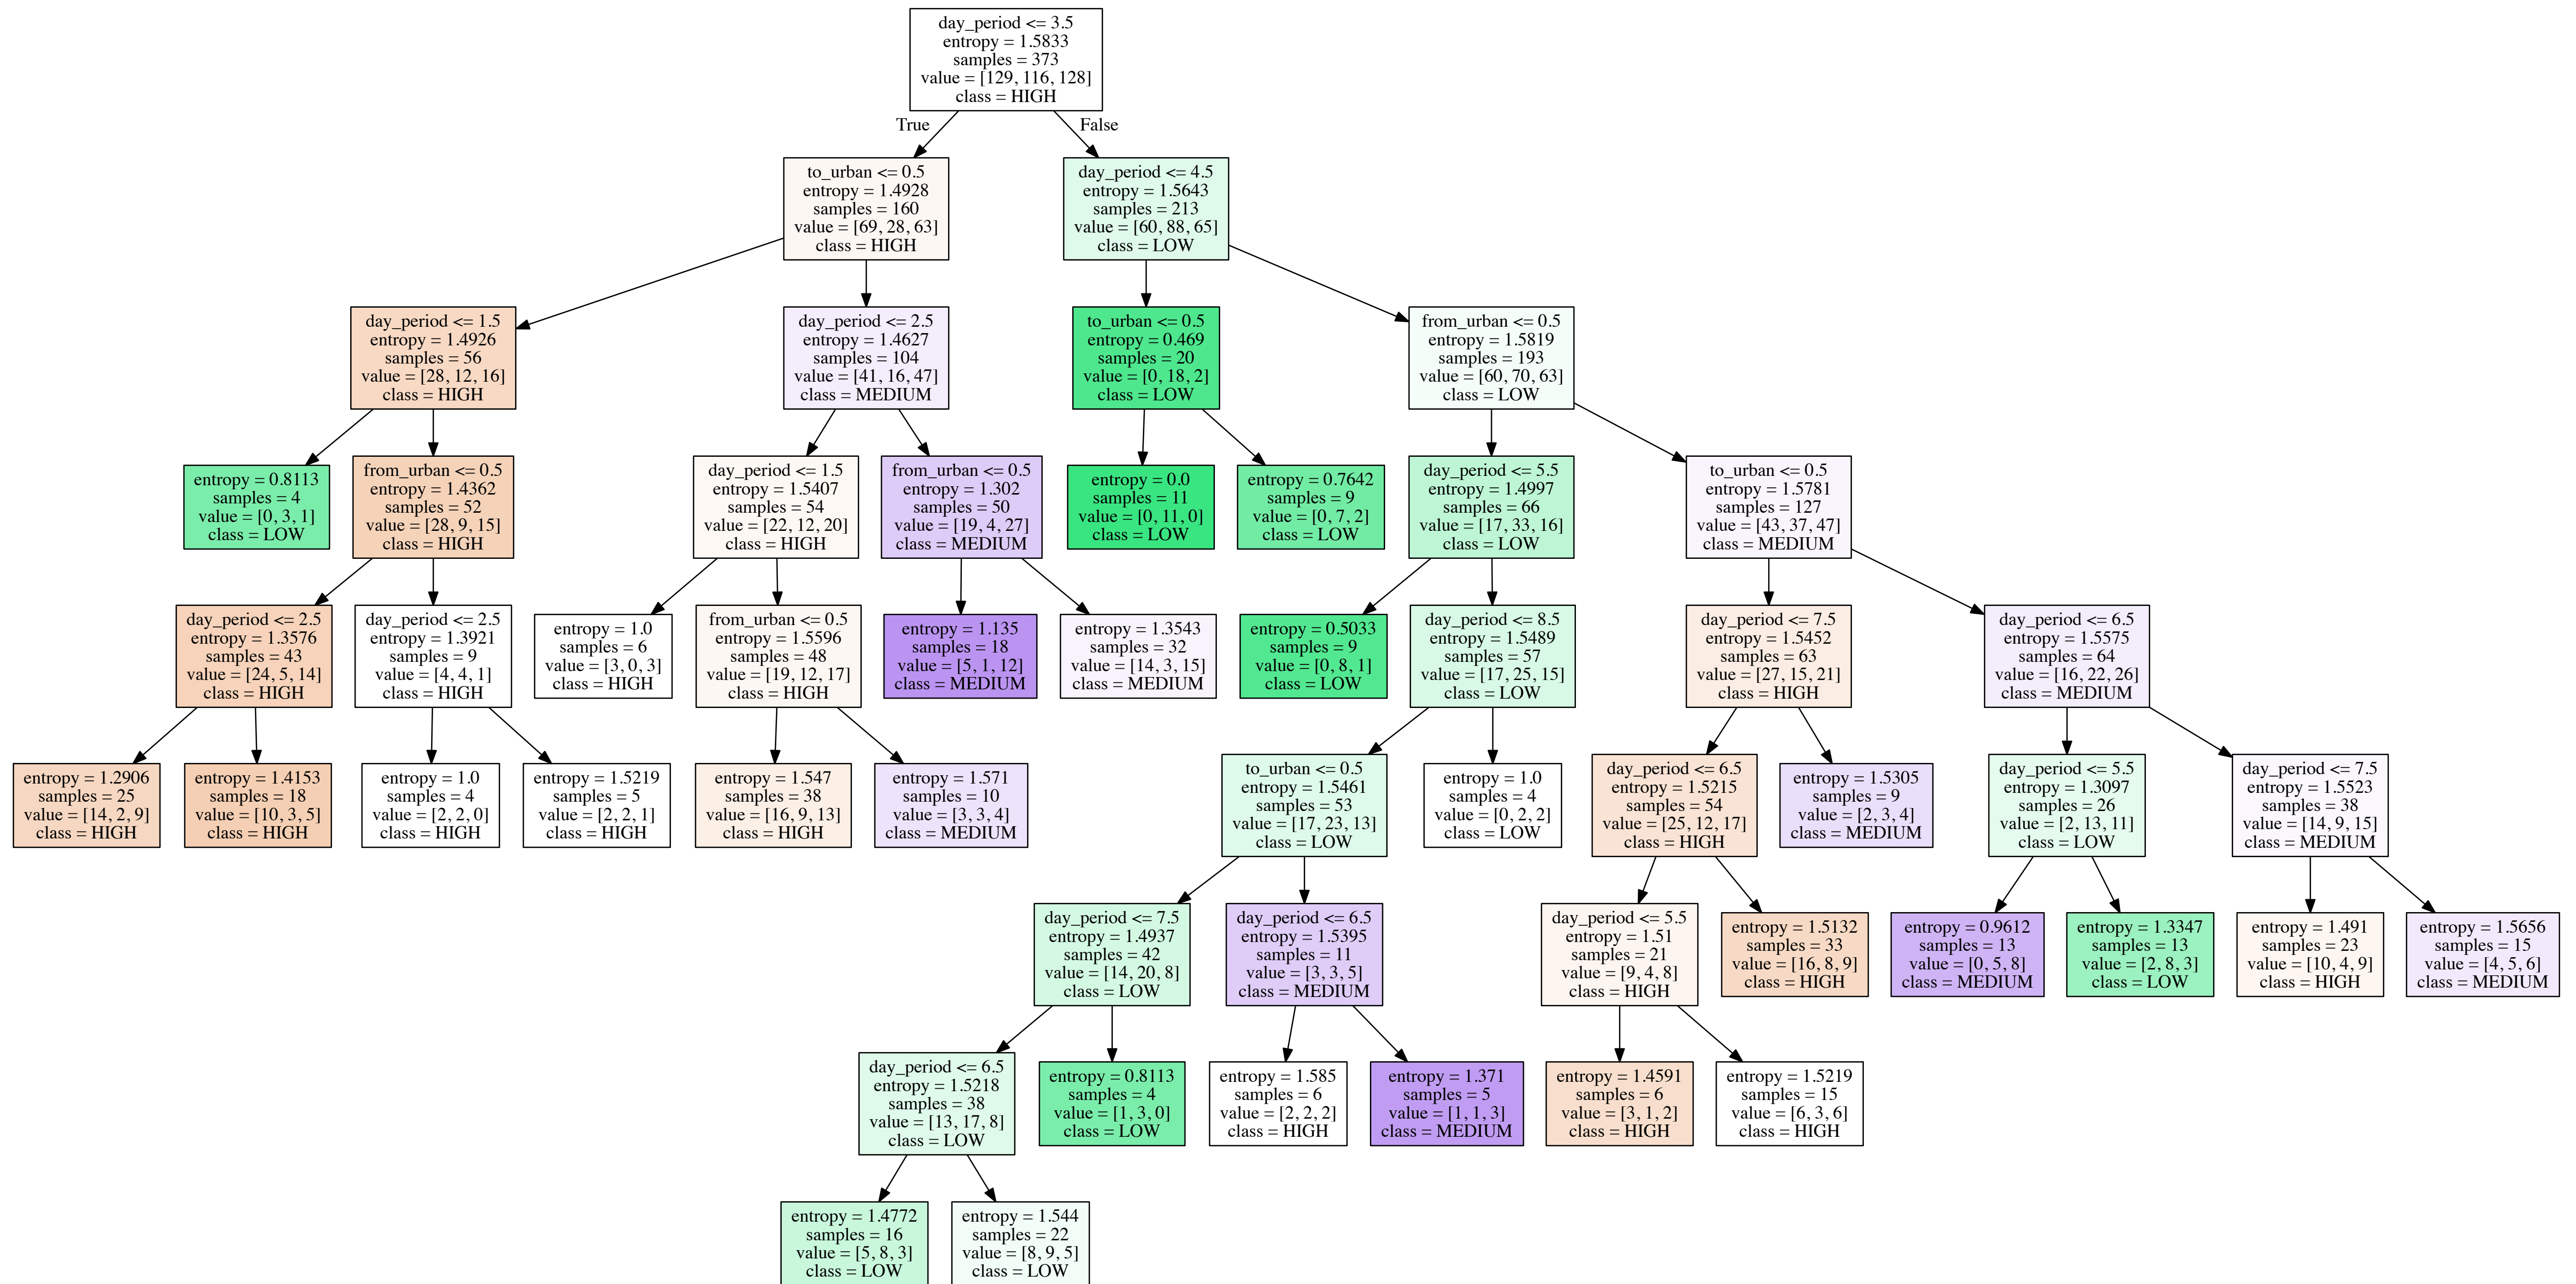 day_period <= 3.5
entropy = 1.5833
samples = 373
value = [129, 116, 128]
class = HIGH
True
False
to_urban <= 0.5
entropy = 1.4928
samples = 160
value = [69, 28, 63]
class = HIGH
day_period <= 4.5
entropy = 1.5643
samples = 213
value = [60, 88, 65]
class = LOW
day_period <= 1.5
entropy = 1.4926
samples = 56
value = [28, 12, 16]
class = HIGH
day_period <= 2.5
entropy = 1.4627
samples = 104
value = [41, 16, 47]
class = MEDIUM
to_urban <= 0.5
entropy = 0.469
samples = 20
value = [0, 18, 2]
class = LOW
from_urban <= 0.5
entropy = 1.5819
samples = 193
value = [60, 70, 63]
class = LOW
entropy = 0.8113
samples = 4
value = [0, 3, 1]
class = LOW
from_urban <= 0.5
entropy = 1.4362
samples = 52
value = [28, 9, 15]
class = HIGH
day_period <= 1.5
entropy = 1.5407
samples = 54
value = [22, 12, 20]
class = HIGH
from_urban <= 0.5
entropy = 1.302
samples = 50
value = [19, 4, 27]
class = MEDIUM
entropy = 0.0
samples = 11
value = [0, 11, 0]
class = LOW
entropy = 0.7642
samples = 9
value = [0, 7, 2]
class = LOW
day_period <= 5.5
entropy = 1.4997
samples = 66
value = [17, 33, 16]
class = LOW
to_urban <= 0.5
entropy = 1.5781
samples = 127
value = [43, 37, 47]
class = MEDIUM
day_period <= 2.5
entropy = 1.3576
samples = 43
value = [24, 5, 14]
class = HIGH
day_period <= 2.5
entropy = 1.3921
samples = 9
value = [4, 4, 1]
class = HIGH
entropy = 1.0
samples = 6
value = [3, 0, 3]
class = HIGH
from_urban <= 0.5
entropy = 1.5596
samples = 48
value = [19, 12, 17]
class = HIGH
entropy = 1.135
samples = 18
value = [5, 1, 12]
class = MEDIUM
entropy = 1.3543
samples = 32
value = [14, 3, 15]
class = MEDIUM
entropy = 0.5033
samples = 9
value = [0, 8, 1]
class = LOW
day_period <= 8.5
entropy = 1.5489
samples = 57
value = [17, 25, 15]
class = LOW
day_period <= 7.5
entropy = 1.5452
samples = 63
value = [27, 15, 21]
class = HIGH
day_period <= 6.5
entropy = 1.5575
samples = 64
value = [16, 22, 26]
class = MEDIUM
entropy = 1.2906
samples = 25
value = [14, 2, 9]
class = HIGH
entropy = 1.4153
samples = 18
value = [10, 3, 5]
class = HIGH
entropy = 1.0
samples = 4
value = [2, 2, 0]
class = HIGH
entropy = 1.5219
samples = 5
value = [2, 2, 1]
class = HIGH
entropy = 1.547
samples = 38
value = [16, 9, 13]
class = HIGH
entropy = 1.571
samples = 10
value = [3, 3, 4]
class = MEDIUM
to_urban <= 0.5
entropy = 1.5461
samples = 53
value = [17, 23, 13]
class = LOW
entropy = 1.0
samples = 4
value = [0, 2, 2]
class = LOW
day_period <= 6.5
entropy = 1.5215
samples = 54
value = [25, 12, 17]
class = HIGH
entropy = 1.5305
samples = 9
value = [2, 3, 4]
class = MEDIUM
day_period <= 5.5
entropy = 1.3097
samples = 26
value = [2, 13, 11]
class = LOW
day_period <= 7.5
entropy = 1.5523
samples = 38
value = [14, 9, 15]
class = MEDIUM
day_period <= 7.5
entropy = 1.4937
samples = 42
value = [14, 20, 8]
class = LOW
day_period <= 6.5
entropy = 1.5395
samples = 11
value = [3, 3, 5]
class = MEDIUM
day_period <= 5.5
entropy = 1.51
samples = 21
value = [9, 4, 8]
class = HIGH
entropy = 1.5132
samples = 33
value = [16, 8, 9]
class = HIGH
entropy = 0.9612
samples = 13
value = [0, 5, 8]
class = MEDIUM
entropy = 1.3347
samples = 13
value = [2, 8, 3]
class = LOW
entropy = 1.491
samples = 23
value = [10, 4, 9]
class = HIGH
entropy = 1.5656
samples = 15
value = [4, 5, 6]
class = MEDIUM
day_period <= 6.5
entropy = 1.5218
samples = 38
value = [13, 17, 8]
class = LOW
entropy = 0.8113
samples = 4
value = [1, 3, 0]
class = LOW
entropy = 1.585
samples = 6
value = [2, 2, 2]
class = HIGH
entropy = 1.371
samples = 5
value = [1, 1, 3]
class = MEDIUM
entropy = 1.4591
samples = 6
value = [3, 1, 2]
class = HIGH
entropy = 1.5219
samples = 15
value = [6, 3, 6]
class = HIGH
entropy = 1.4772
samples = 16
value = [5, 8, 3]
class = LOW
entropy = 1.544
samples = 22
value = [8, 9, 5]
class = LOW